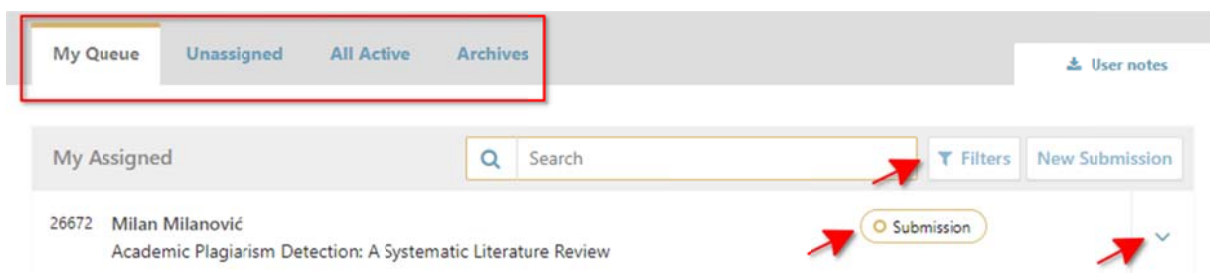 My Queue Unassigned All Active Archives
User notes
My Assigned Search Filters New Submission
26672 Milan Milanović Submission
Academic Plagiarism Detection: A Systematic Literature Review